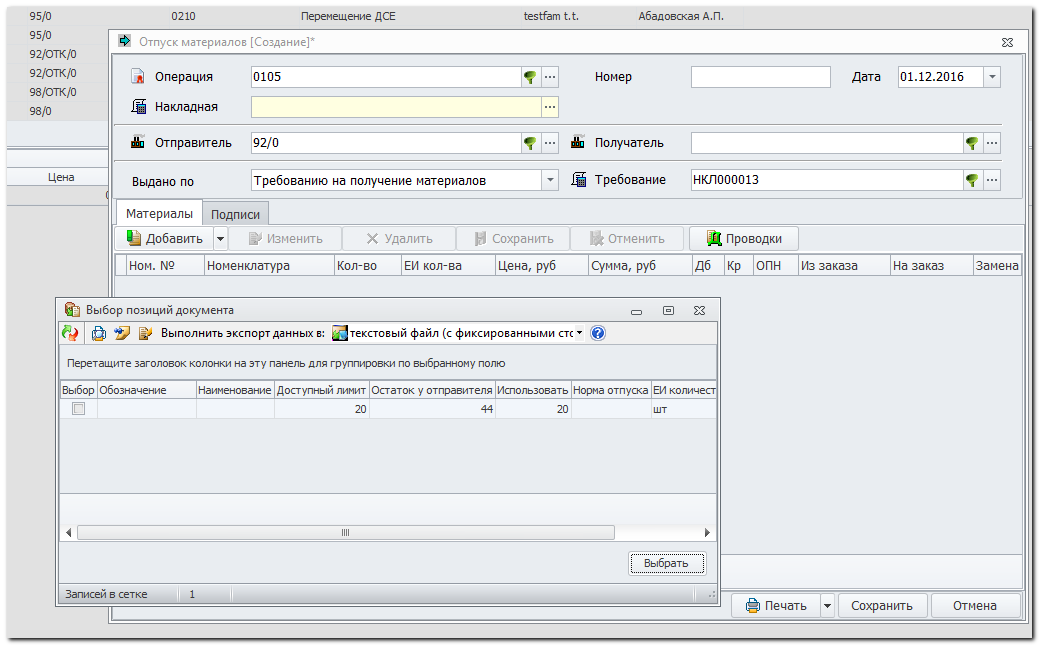 95/0 0210 Перемещение ДСЕ testfam t.t. Абадовская А.П.
95/0
92/ОТК/0
92/ОТК/0
98/ОТК/0
98/0
Цена
Отпуск материалов [Создание]*
Операция 0105 Номер Дата 01.12.2016
Накладная
Отправитель 92/0 Получатель
Выдано по Требованию на получение материалов Требование НКЛ000013
Материалы Подписи
Добавить Изменить Удалить Сохранить Отменить Проводки
Ном. № Номенклатура Кол-во ЕИ кол-ва Цена, руб Сумма, руб Дб Кр ОПН Из заказа На заказ Замена
Выбор позиций документа
Выполнить экспорт данных в: текстовый файл (с фиксированными сто
Перетащите заголовок колонки на эту панель для группировки по выбранному полю
Выбор Обозначение Наименование Доступный лимит Остаток у отправителя Использовать Норма отпуска ЕИ количест
20 44 20 шт
Выбрать
Записей в сетке 1
Печать Сохранить Отмена